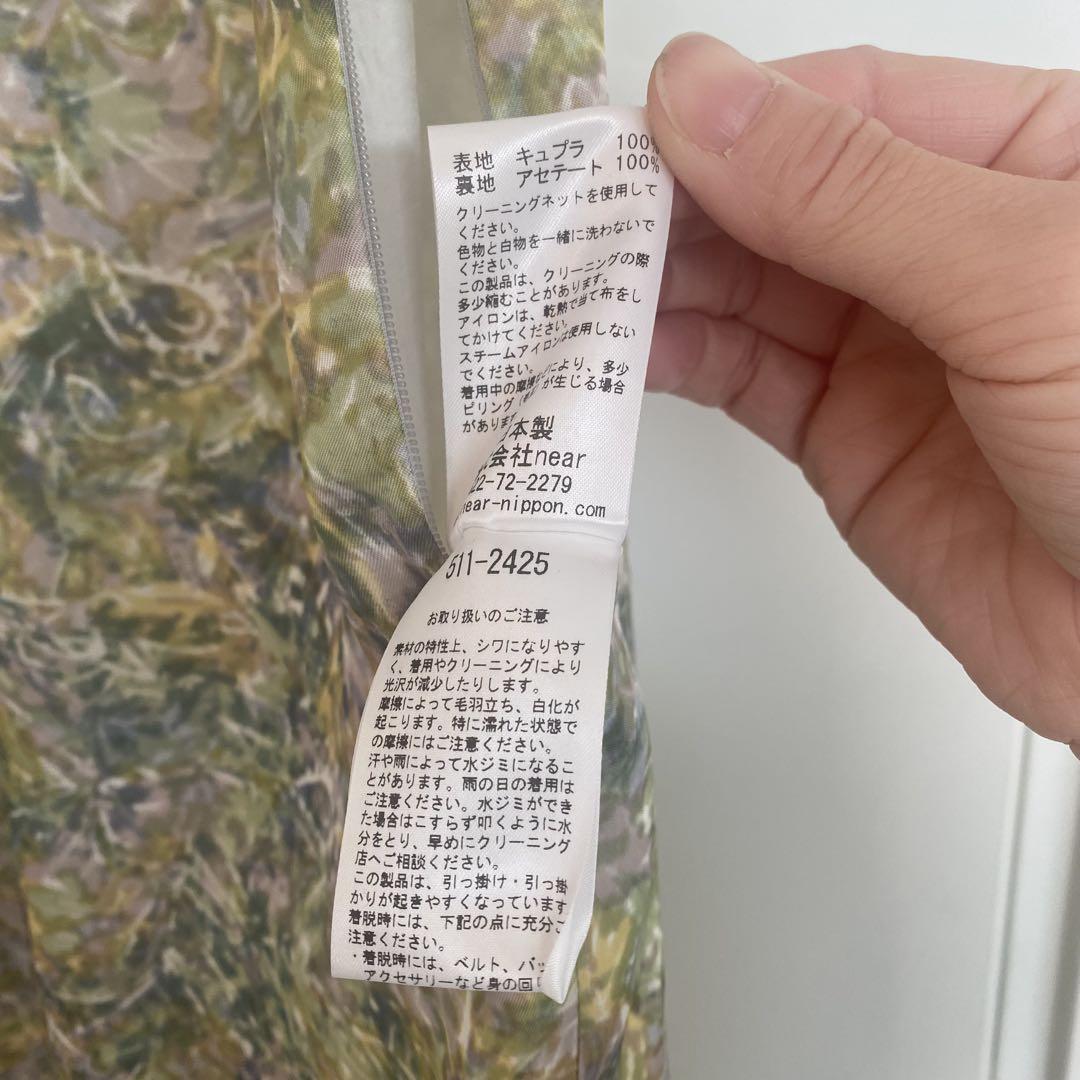 表地 キュプラ 100%
裏地 アセテート 100%
クリーニングネットを使用して
ください。
色物と白物を一緒に洗わないで
ください。
この製品は、クリーニングの際
多少縮むことがあります。
アイロンは、乾熱で当て布をし
てかけてください。
スチームアイロンは使用しない
でください。
着用中の摩擦により、多少
ピリング が生じる場合
があります
本製
会社near
22-72-2279
near-nippon.com
511-2425
お取り扱いのご注意
素材の特性上、シワになりやす
く、着用やクリーニングにより
光沢が減少したりします。
摩擦によって毛羽立ち、白化が
起こります。特に濡れた状態で
の摩擦にはご注意ください。
汗や雨によって水ジミになるこ
とがあります。雨の日の着用は
ご注意ください。水ジミができ
た場合はこすらず叩くように水
分をとり、早めにクリーニング
店へご相談ください。
この製品は、引っ掛け・引っ掛
かりが起きやすくなっています
着脱時には、下記の点に充分ご
注意ください。
・着脱時には、ベルト、バッ
アクセサリーなど身の回